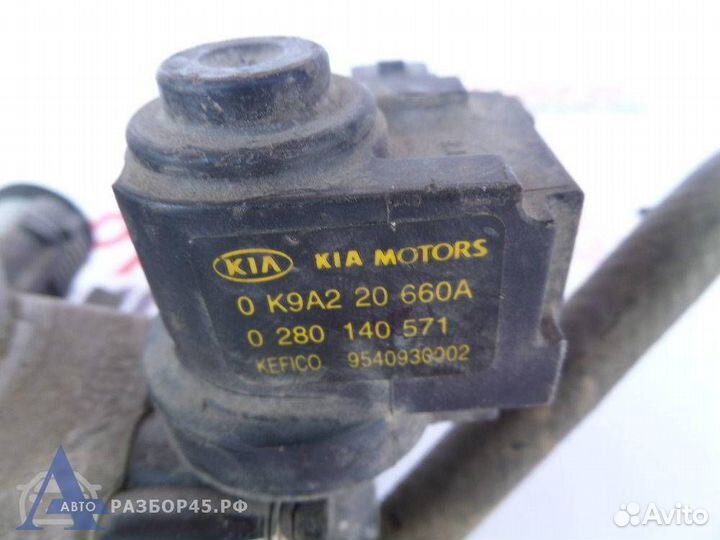 KIA KIA MOTORS
0 K9A2 20 660A
0 280 140 571
KEFICO 9540930002
АВТО РАЗБОР45.РФ
Avito